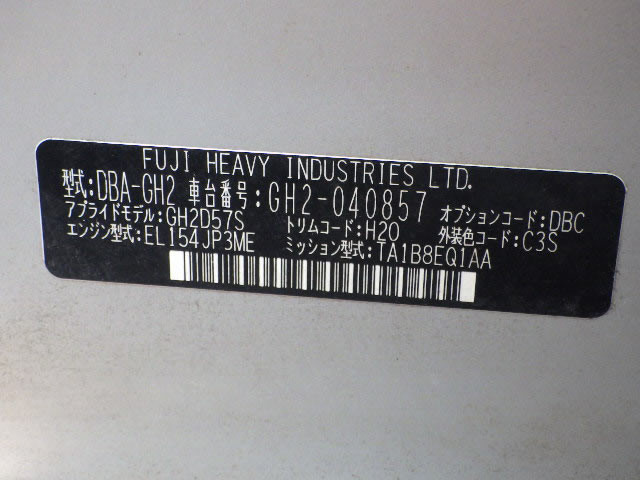 FUJI HEAVY INDUSTRIES LTD.
型式:DBA-GH2 車台番号:GH2-040857 オプションコード:DBC
アプライドモデル:GH2D57S トリムコード:H20 外装色コード:C3S
エンジン型式:EL154JP3ME ミッション型式:TA1B8EQ1AA